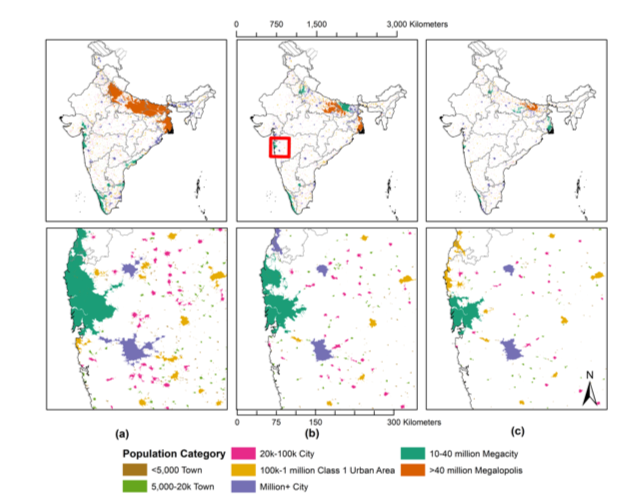 0 750 1,500 3,000 Kilometers
N
0 75 150 300 Kilometers
(a) (b) (c)
Population Category
<5,000 Town
5,000-20k Town
20k-100k City
100k-1 million Class 1 Urban Area
Million+ City
10-40 million Megacity
>40 million Megalopolis